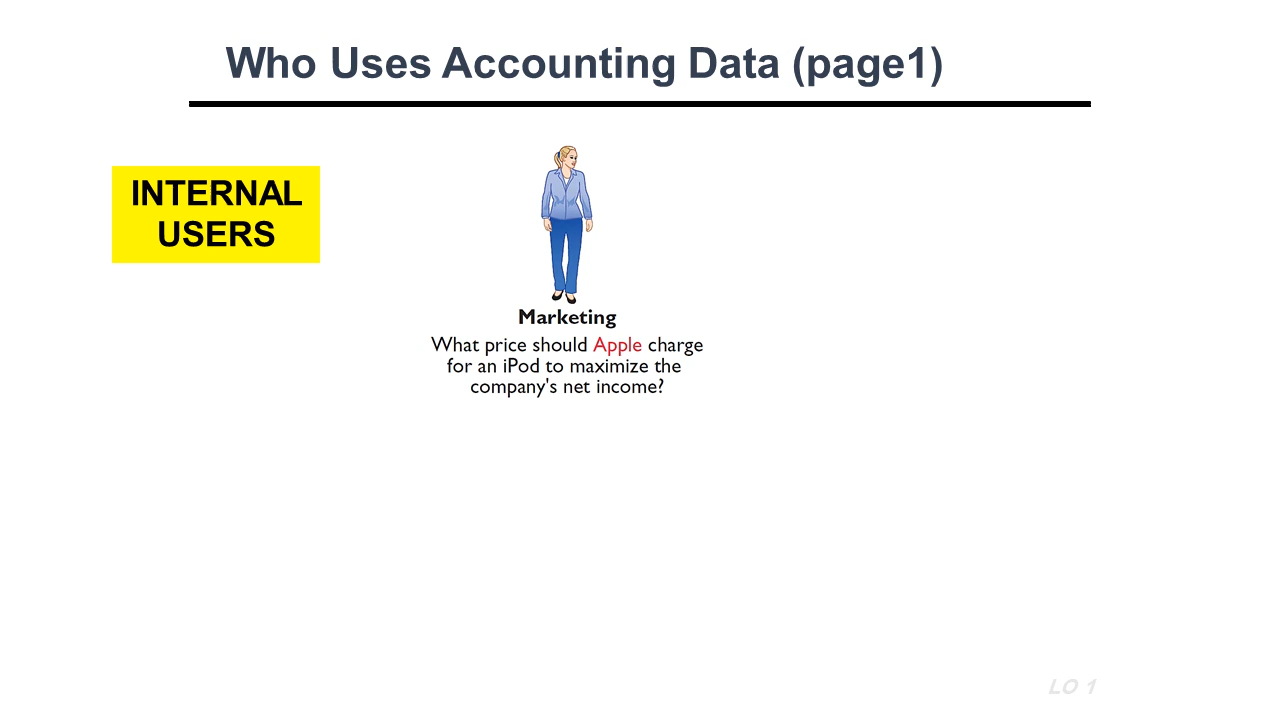 Who Uses Accounting Data (page1)
INTERNAL
USERS
Marketing
What price should Apple charge
for an iPod to maximize the
company's net income?
LO 1